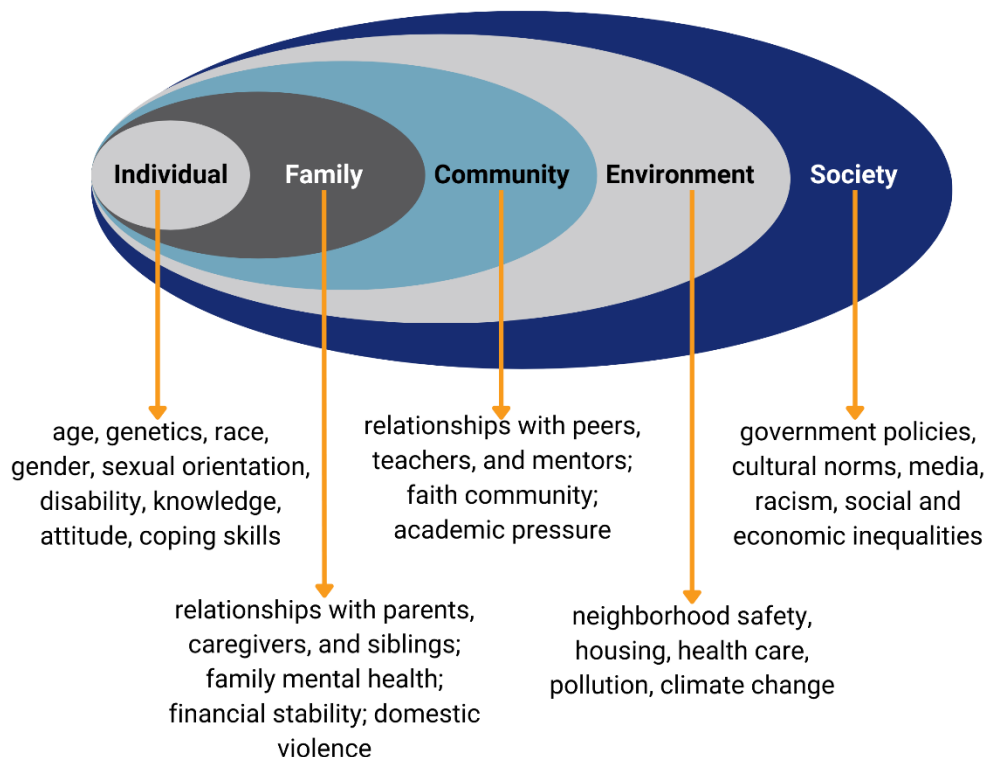 Individual
Family
Community
Environment
Society
age, genetics, race,
gender, sexual orientation,
disability, knowledge,
attitude, coping skills
relationships with parents,
caregivers, and siblings;
family mental health;
financial stability; domestic
violence
relationships with peers,
teachers, and mentors;
faith community;
academic pressure
neighborhood safety,
housing, health care,
pollution, climate change
government policies,
cultural norms, media,
racism, social and
economic inequalities